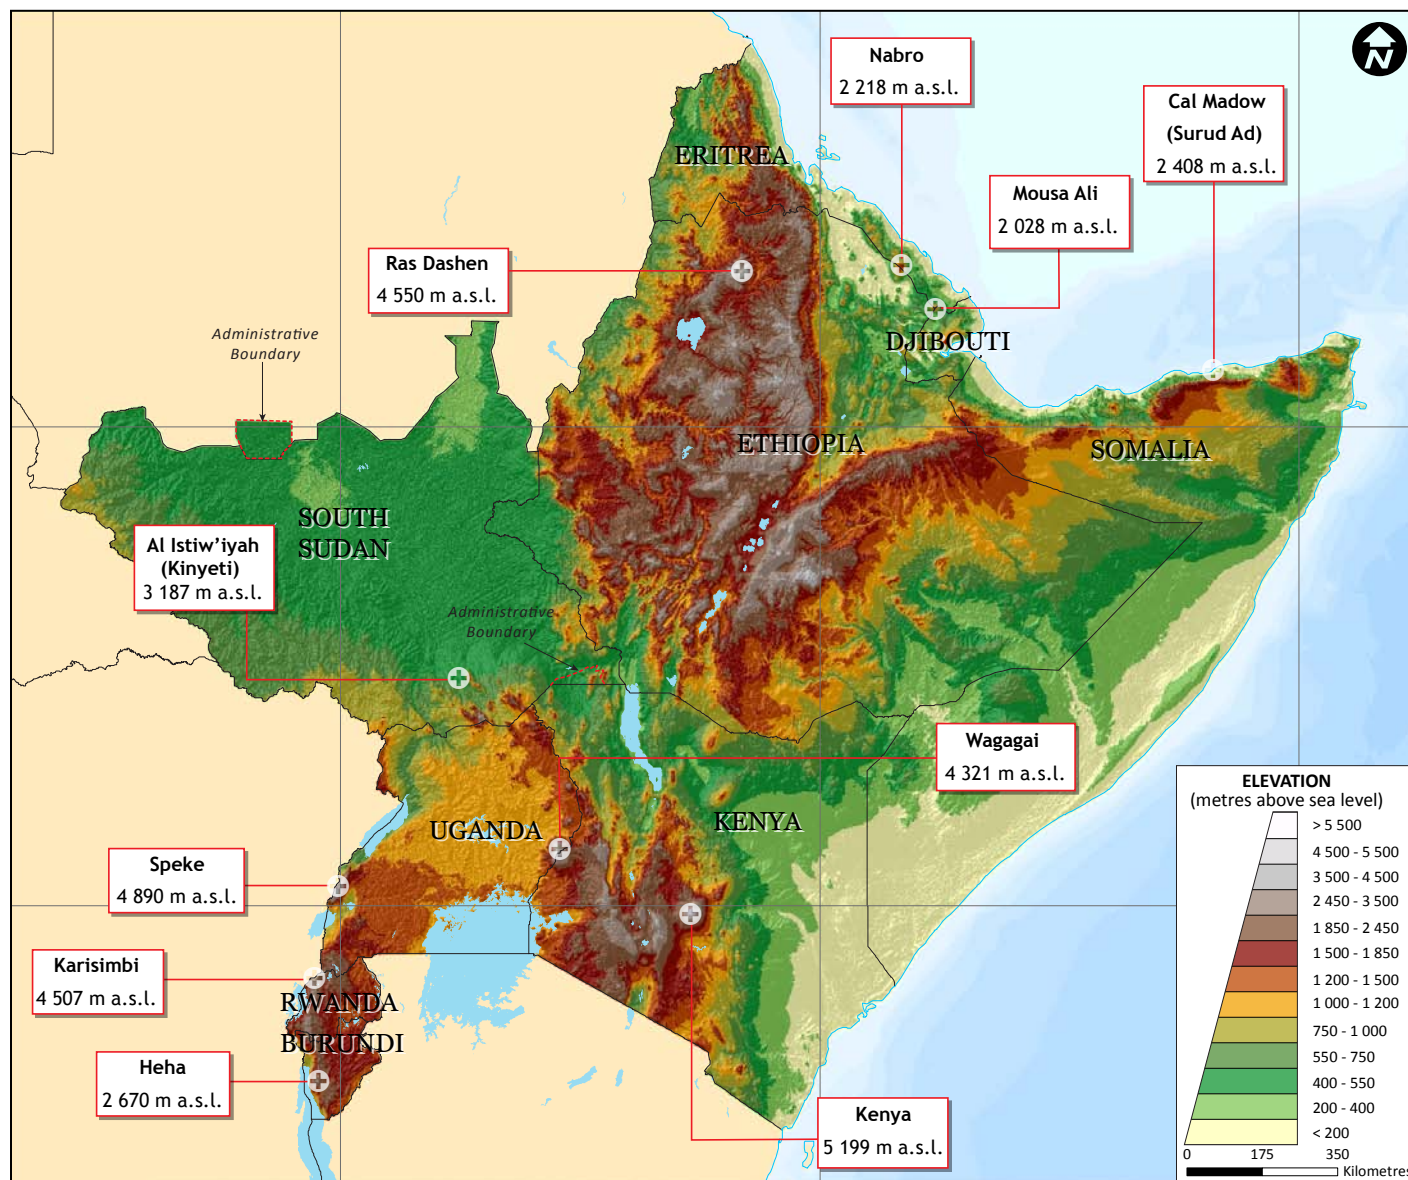 N
Nabro
2 218 m a.s.l.
Cal Madow
(Surud Ad)
2 408 m a.s.l.
ERITREA
Mousa Ali
2 028 m a.s.l.
Ras Dashen
4 550 m a.s.l.
Administrative
Boundary
DJIBOUTI
ETHIOPIA
SOMALIA
SOUTH
SUDAN
Al Istiw'iyah
(Kinyeti)
3 187 m a.s.l.
Administrative
Boundary
Wagagai
4 321 m a.s.l.
UGANDA
KENYA
Speke
4 890 m a.s.l.
Karisimbi
4 507 m a.s.l.
RWANDA
BURUNDI
Heha
2 670 m a.s.l.
Kenya
5 199 m a.s.l.
ELEVATION
(metres above sea level)
> 5 500
4 500 - 5 500
3 500 - 4 500
2 450 - 3 500
1 850 - 2 450
1 500 - 1 850
1 200 - 1 500
1 000 - 1 200
750 - 1 000
550 - 750
400 - 550
200 - 400
< 200
0 175 350
Kilometres